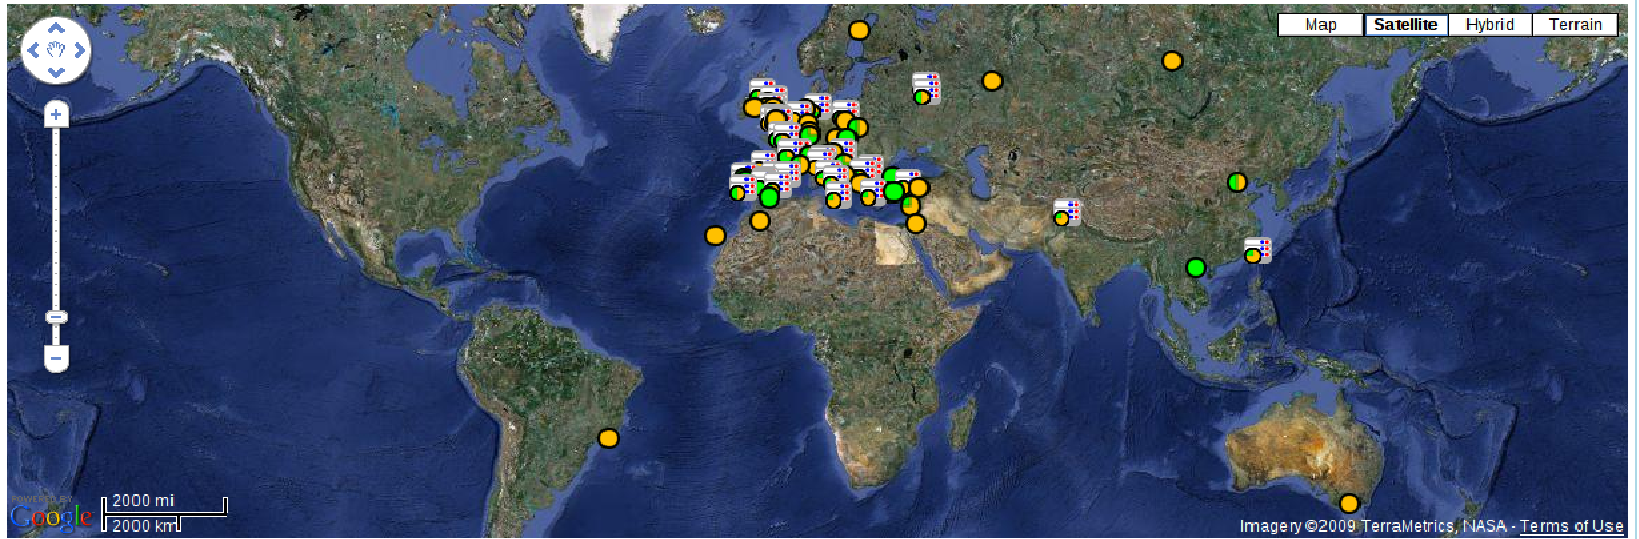 Map
Satellite
Hybrid
Terrain
POWERED BY
Google
2000 mi
2000 km
Imagery ©2009 TerraMetrics, NASA - Terms of Use